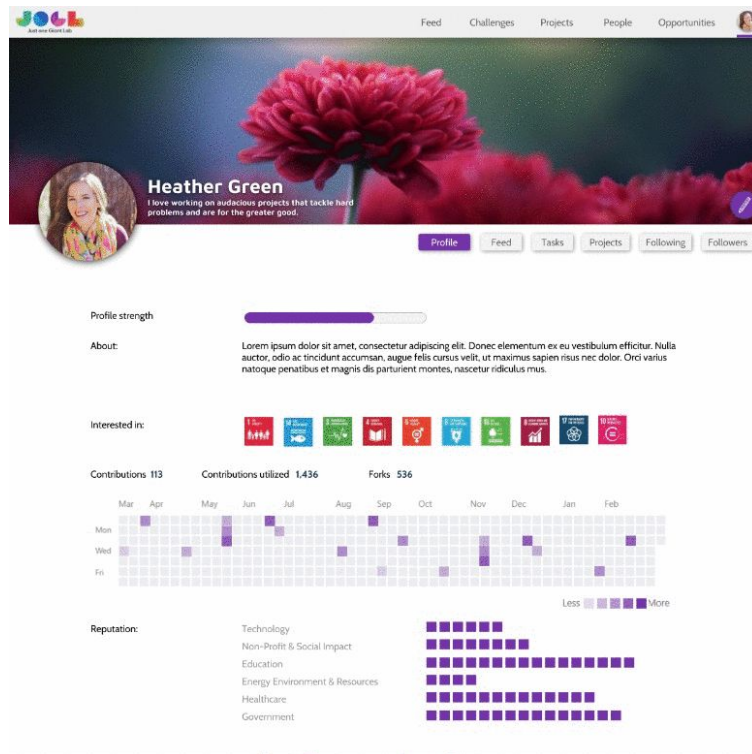 JOGL
Just one Giant Lab
Feed Challenges Projects People Opportunities
Heather Green
I love working on audacious projects that tackle hard
problems and are for the greater good.
Profile Feed Tasks Projects Following Followers
Profile strength
About: Lorem ipsum dolor sit amet, consectetur adipiscing elit. Donec elementum ex eu vestibulum efficitur. Nulla
auctor, odio ac tincidunt accumsan, augue felis cursus velit, ut maximus sapien risus nec dolor. Orci varius
natoque penatibus et magnis dis parturient montes, nascetur ridiculus mus.
Interested in:
Contributions 113 Contributions utilized 1,436 Forks 536
Mar Apr May Jun Jul Aug Sep Oct Nov Dec Jan Feb
Mon
Wed
Fri
Less More
Reputation:
Technology
Non-Profit & Social Impact
Education
Energy Environment & Resources
Healthcare
Government